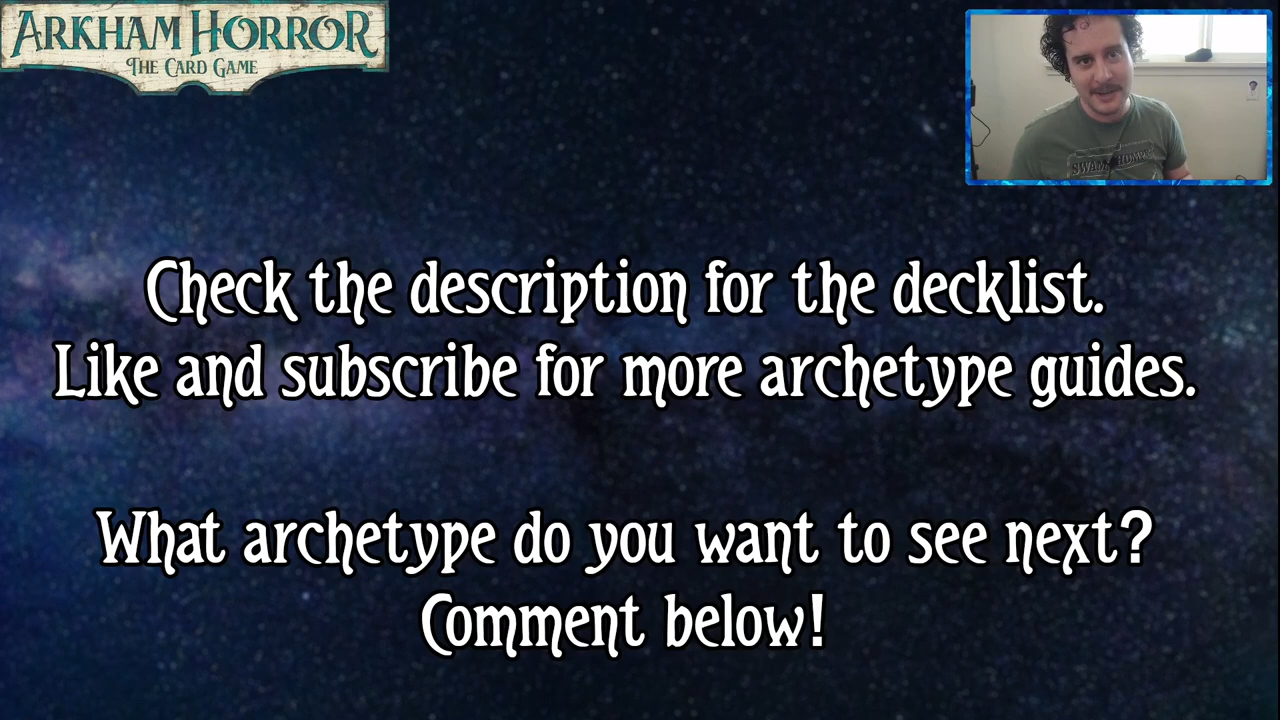 ARKHAM HORROR
THE CARD GAME
Check the description for the decklist.
Like and subscribe for more archetype guides.
What archetype do you want to see next?
Comment below!